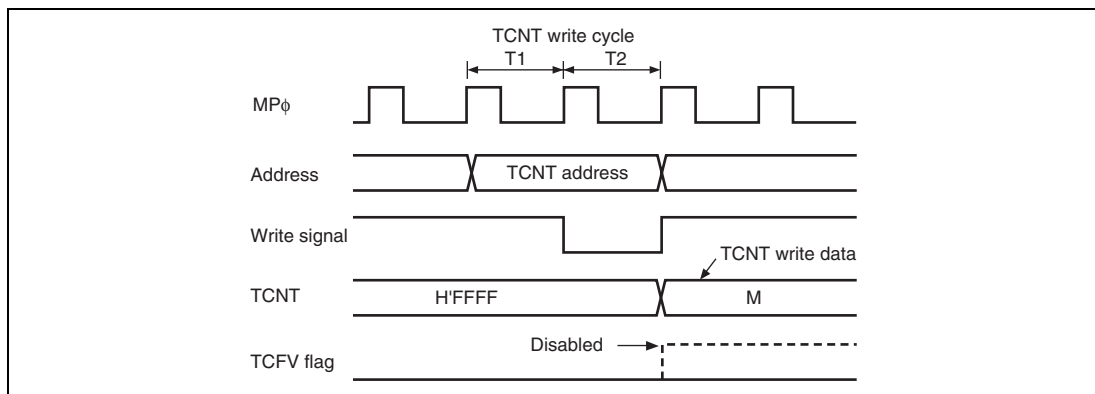 TCNT write cycle
T1 T2
MPϕ
Address TCNT address
Write signal
TCNT write data
TCNT H'FFFF M
Disabled
TCFV flag